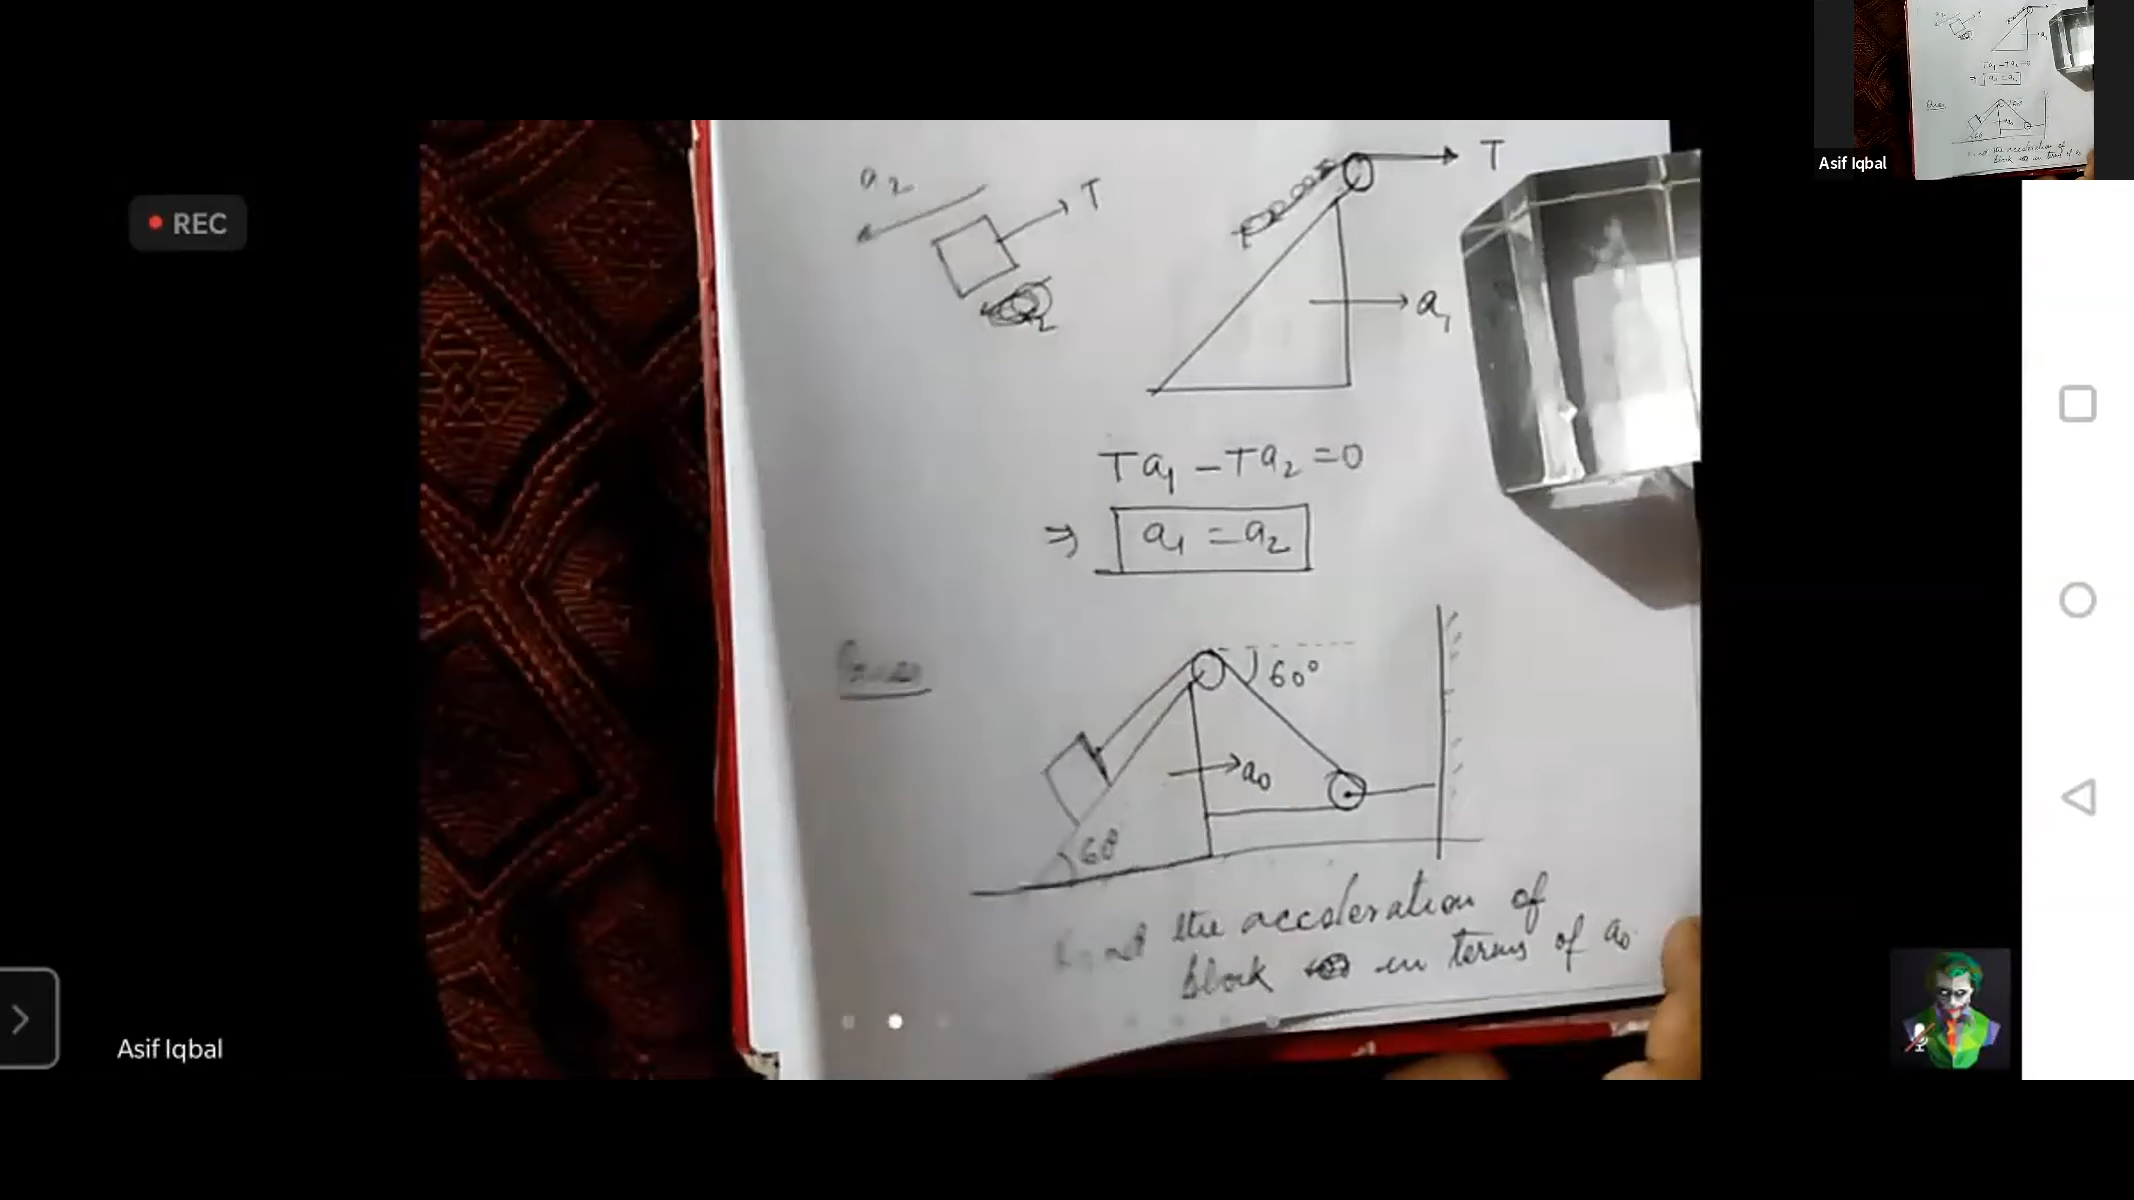 REC
a₂
T
T
a₁
Ta₁ - Ta₂ = 0
⇒ a₁ = a₂
60°
a₀
60°
the acceleration of
block in terms of a₀.
Asif Iqbal
Asif Iqbal